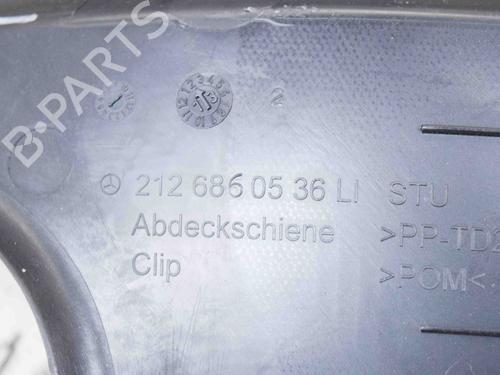 B-PARTS
212 686 05 36 LI STU
Abdeckschiene >PP-TD2
Clip >POM<